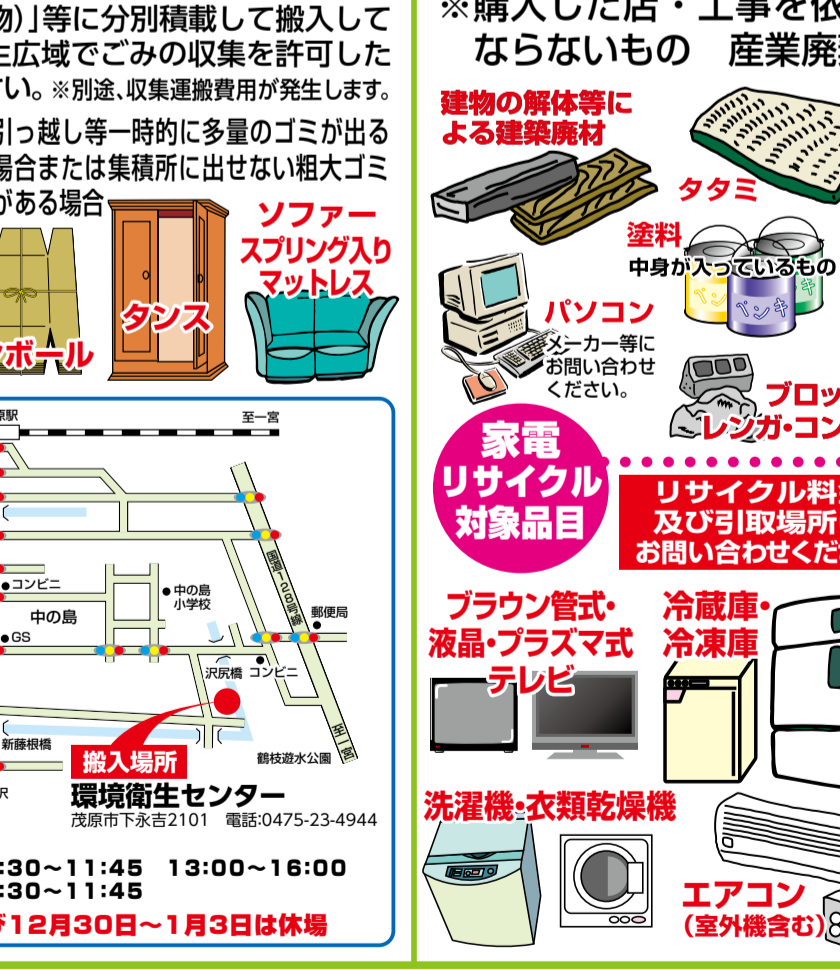 物)」等に分別積載して搬入して
生広域でごみの収集を許可した
さい。※別途、収集運搬費用が発生します。
引っ越し等一時的に多量のゴミが出る
場合または集積所に出せない粗大ゴミ
がある場合
ソファー
スプリング入り
マットレス
タンス
ボール
原駅
至一宮
国道128号線
コンビニ
中の島
小学校
中の島
郵便局
GS
沢尻橋
コンビニ
新藤根橋
至一宮
鶴枝遊水公園
搬入場所
環境衛生センター
茂原市下永吉2101 電話:0475-23-4944
:30〜11:45 13:00〜16:00
:30〜11:45
び12月30日〜1月3日は休場
※購入した店・工事を依
ならないもの 産業廃
建物の解体等に
よる建築廃材
タタミ
塗料
中身が入っているもの
ペン
ペンキ
キ
パソコン
メーカー等に
お問い合わせ
ください。
ブロッ
レンガ・コン
家電
リサイクル
対象品目
リサイクル料
及び引取場所
お問い合わせくだ
ブラウン管式・
液晶・プラズマ式
テレビ
冷蔵庫・
冷凍庫
洗濯機・衣類乾燥機
エアコン
(室外機含む)